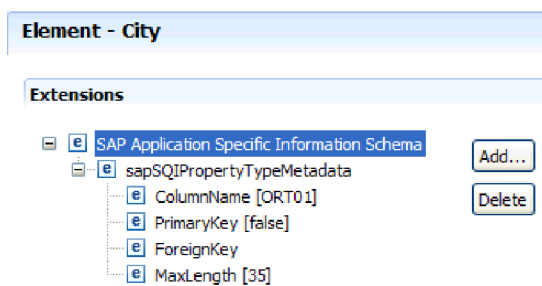 Element - City
Extensions
SAP Application Specific Information Schema
Add...
sapSQIPropertyTypeMetadata
Delete
ColumnName [ORT01]
PrimaryKey [false]
ForeignKey
MaxLength [35]